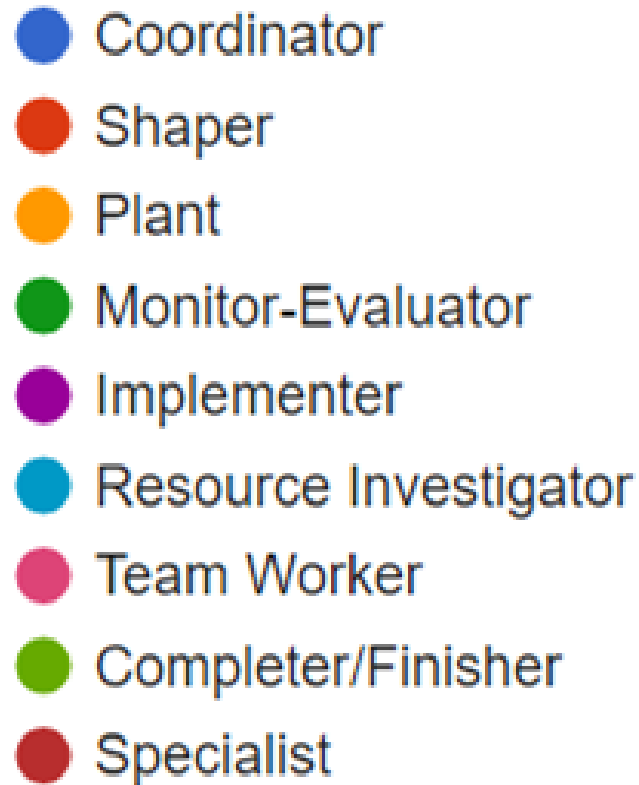 Coordinator
Shaper
Plant
Monitor-Evaluator
Implementer
Resource Investigator
Team Worker
Completer/Finisher
Specialist